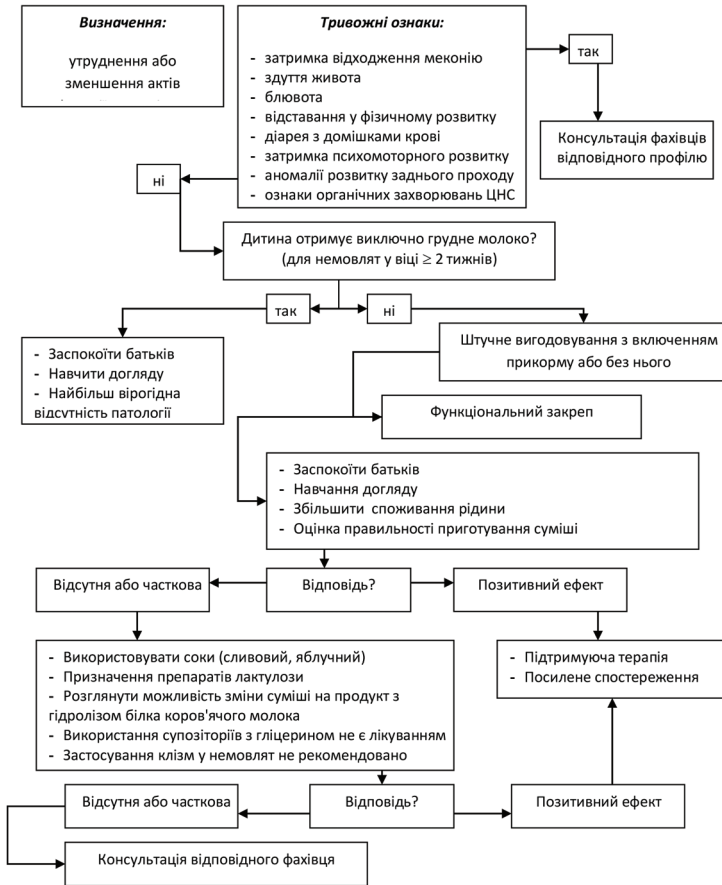 Визначення:
утруднення або
зменшення актів
Тривожні ознаки:
- затримка відходження меконію
- здуття живота
- блювота
- відставання у фізичному розвитку
- діарея з домішками крові
- затримка психомоторного розвитку
- аномалії розвитку заднього проходу
- ознаки органічних захворювань ЦНС
так
Консультація фахівців
відповідного профілю
ні
Дитина отримує виключно грудне молоко?
(для немовлят у віці ≥ 2 тижнів)
так
ні
- Заспокоїти батьків
- Навчити догляду
- Найбільш вірогідна
відсутність патології
Штучне вигодовування з включенням
прикорму або без нього
Функціональний закреп
- Заспокоїти батьків
- Навчання догляду
- Збільшити споживання рідини
- Оцінка правильності приготування суміші
Відсутня або часткова
Відповідь?
Позитивний ефект
- Використовувати соки (сливовий, яблучний)
- Призначення препаратів лактулози
- Розглянути можливість зміни суміші на продукт з
гідролізом білка коров'ячого молока
- Використання супозіторіїв з гліцерином не є лікуванням
- Застосування клізм у немовлят не рекомендовано
- Підтримуюча терапія
- Посилене спостереження
Відсутня або часткова
Відповідь?
Позитивний ефект
Консультація відповідного фахівця